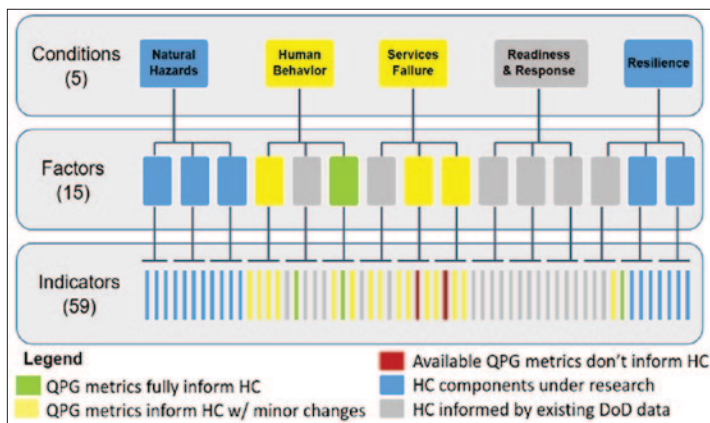 Conditions
(5)
Natural
Hazards
Human
Behavior
Services
Failure
Readiness
& Response
Resilience
Factors
(15)
Indicators
(59)
Legend
QPG metrics fully inform HC
QPG metrics inform HC w/ minor changes
Available QPG metrics don't inform HC
HC components under research
HC informed by existing DoD data